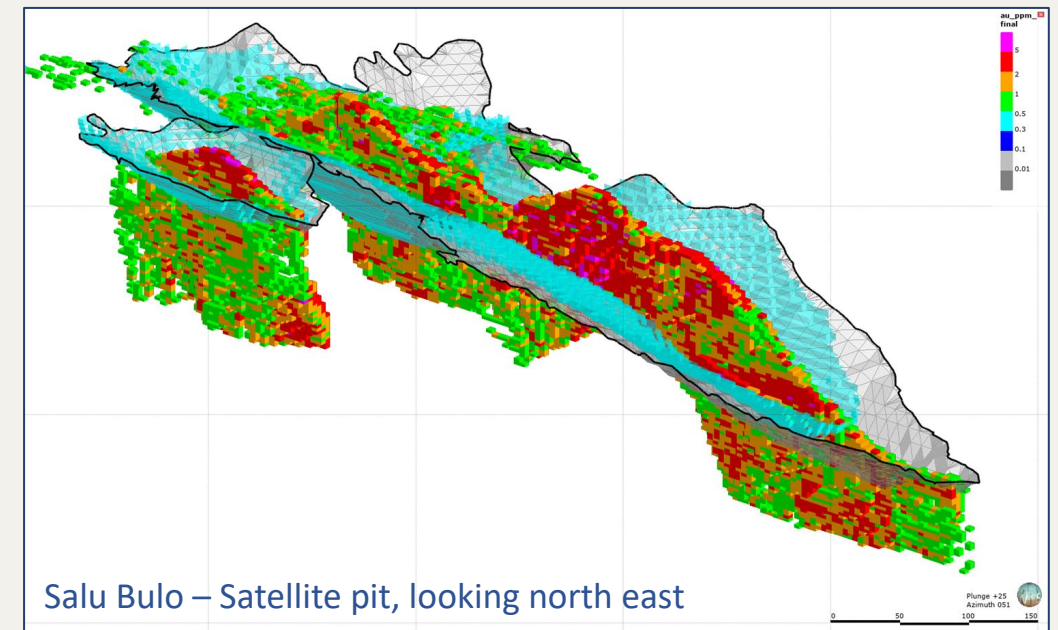 au_ppm_
final
5
2
1
0.5
0.3
0.1
0.01
Salu Bulo – Satellite pit, looking north east
Plunge +25
Azimuth 051
0 50 100 150